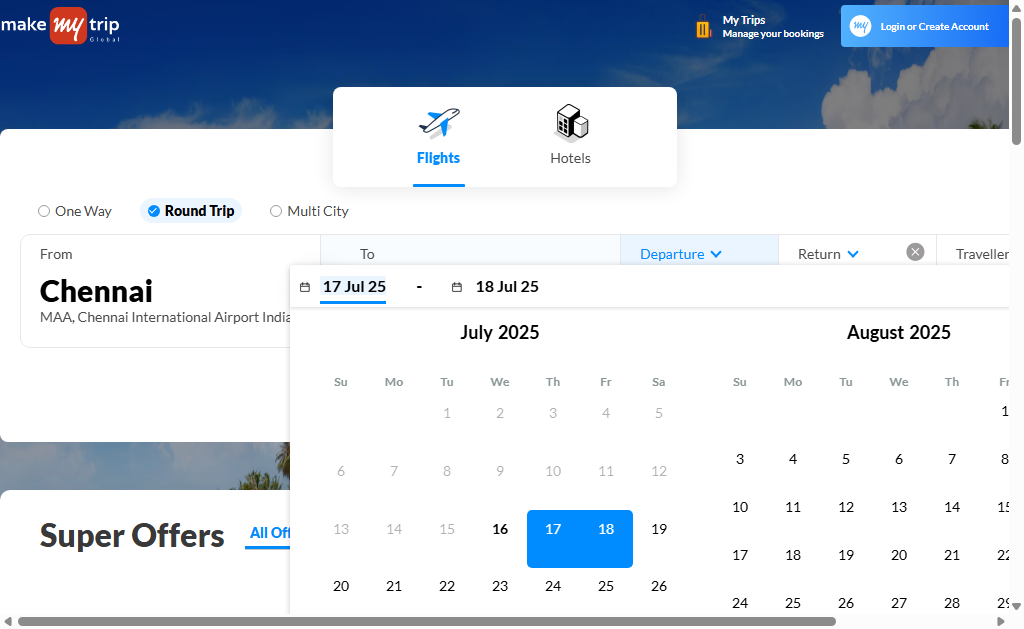 make my trip
Global
My Trips
Manage your bookings
my
Login or Create Account
Flights
Hotels
One Way
Round Trip
Multi City
From
To
Departure
Return
Traveller
Chennai
MAA, Chennai International Airport India
17 Jul 25 - 18 Jul 25
July 2025
August 2025
Su Mo Tu We Th Fr Sa
1 2 3 4 5
6 7 8 9 10 11 12
13 14 15 16 17 18 19
20 21 22 23 24 25 26
Su Mo Tu We Th Fr
1
3 4 5 6 7 8
10 11 12 13 14 15
17 18 19 20 21 22
24 25 26 27 28 29
Super Offers
All Off